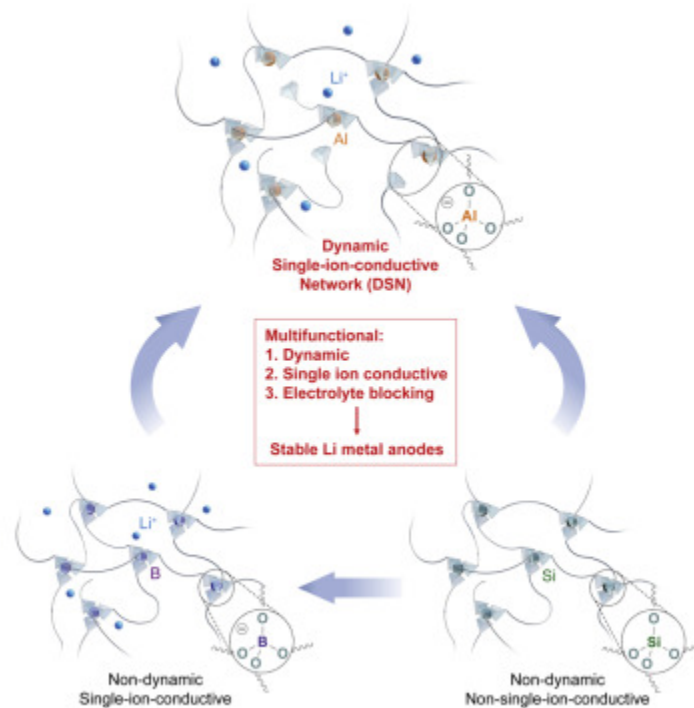 Li⁺
Al
O
⊖
Al
O
O
O
Dynamic
Single-ion-conductive
Network (DSN)
Multifunctional:
1. Dynamic
2. Single ion conductive
3. Electrolyte blocking
Stable Li metal anodes
Li⁺
B
O
⊖
B
O
O
O
Non-dynamic
Single-ion-conductive
Si
O
Si
O
O
O
Non-dynamic
Non-single-ion-conductive